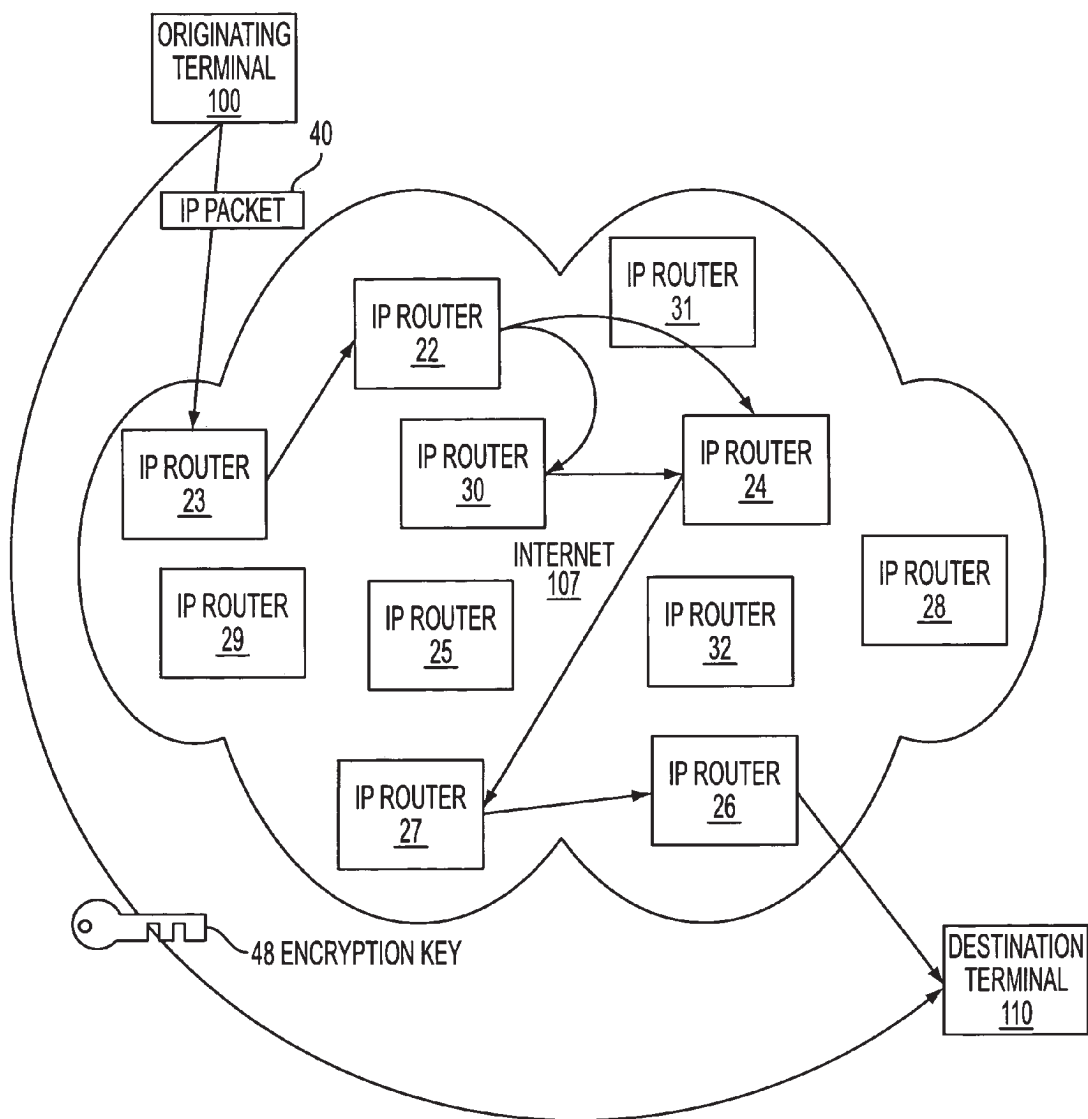 ORIGINATING
TERMINAL
100
40
IP PACKET
IP ROUTER
31
IP ROUTER
22
IP ROUTER
23
IP ROUTER
30
IP ROUTER
24
INTERNET
107
IP ROUTER
28
IP ROUTER
29
IP ROUTER
25
IP ROUTER
32
IP ROUTER
27
IP ROUTER
26
48 ENCRYPTION KEY
DESTINATION
TERMINAL
110